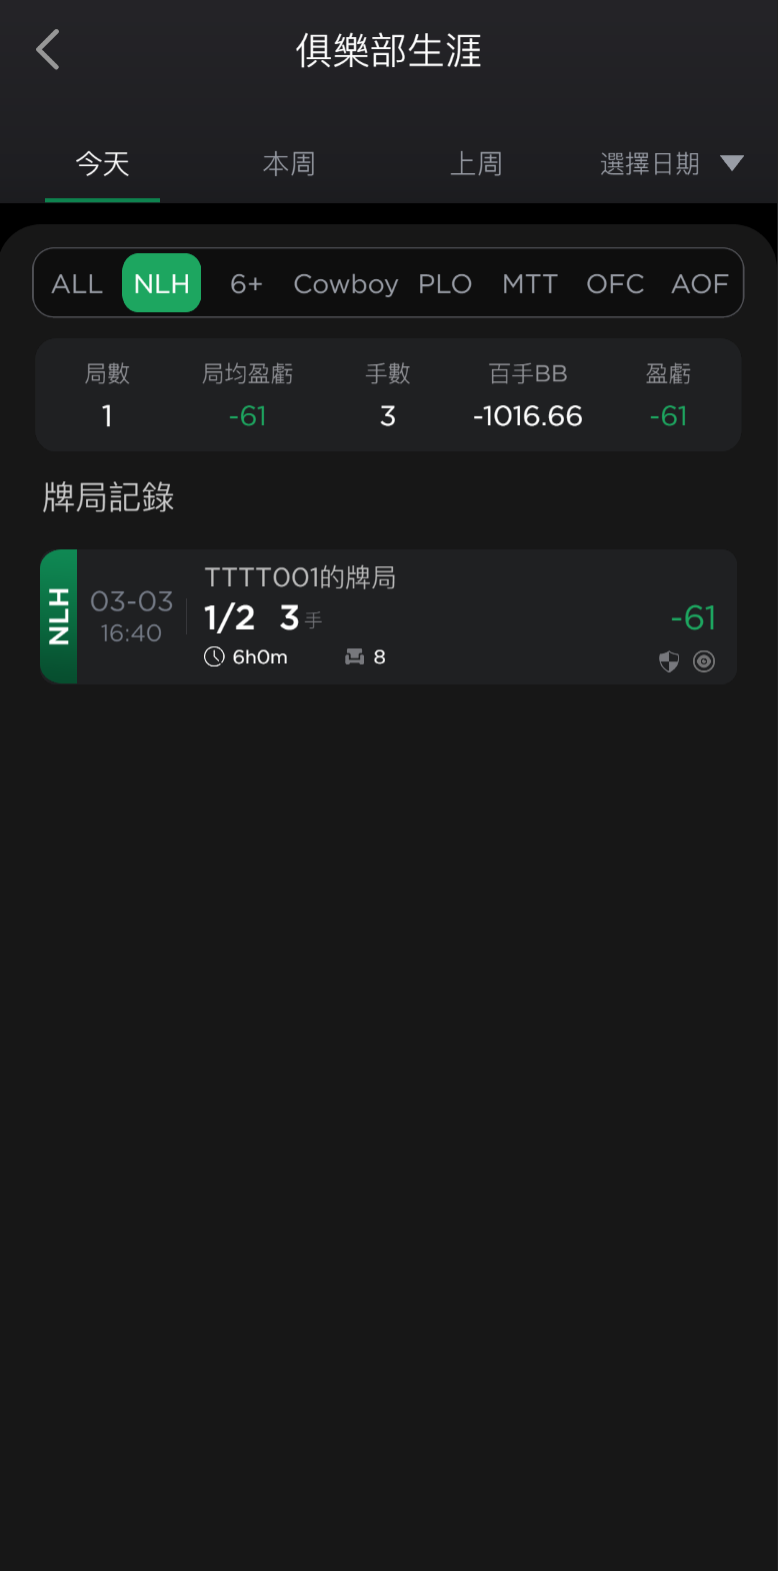 俱樂部生涯
今天 本周 上周 選擇日期
ALL NLH 6+ Cowboy PLO MTT OFC AOF
局數 局均盈虧 手數 百手BB 盈虧
1 -61 3 -1016.66 -61
牌局記錄
NLH
03-03
16:40
TTTT001的牌局
1/2 3手
6h0m 8
-61